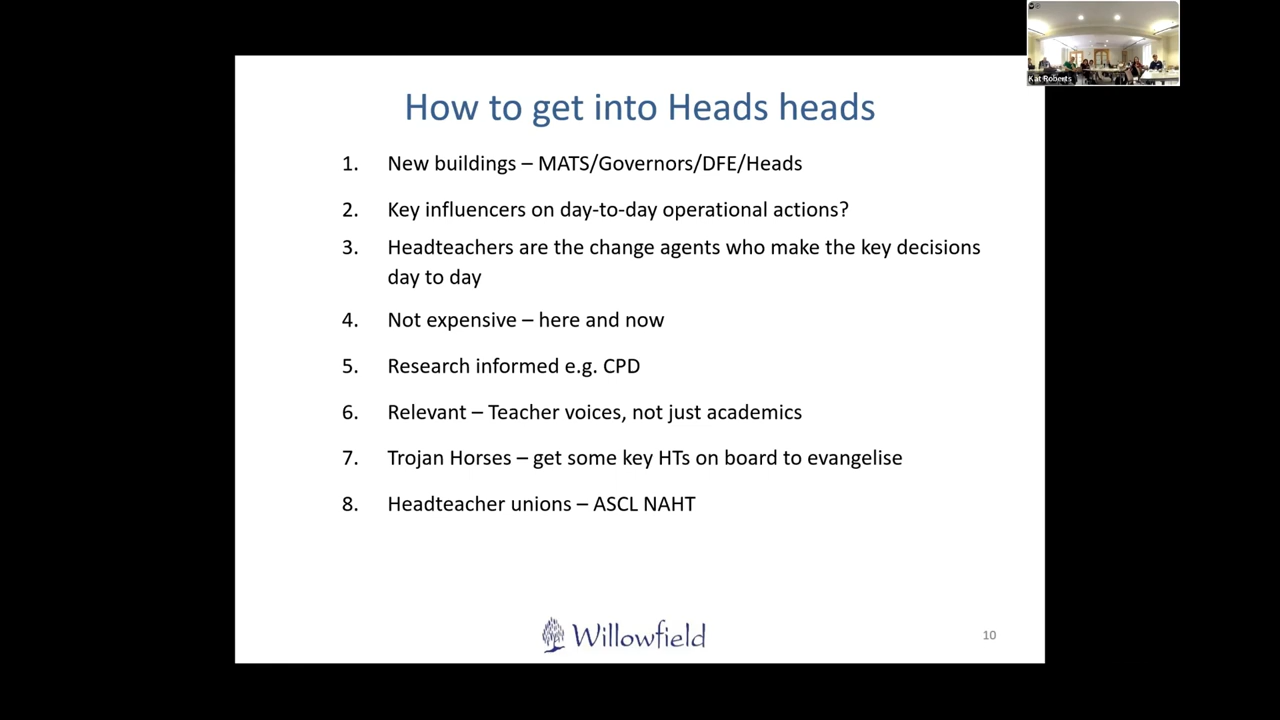 Kat Roberts
How to get into Heads heads
1. New buildings – MATS/Governors/DFE/Heads
2. Key influencers on day-to-day operational actions?
3. Headteachers are the change agents who make the key decisions
day to day
4. Not expensive – here and now
5. Research informed e.g. CPD
6. Relevant – Teacher voices, not just academics
7. Trojan Horses – get some key HTs on board to evangelise
8. Headteacher unions – ASCL NAHT
Willowfield
10